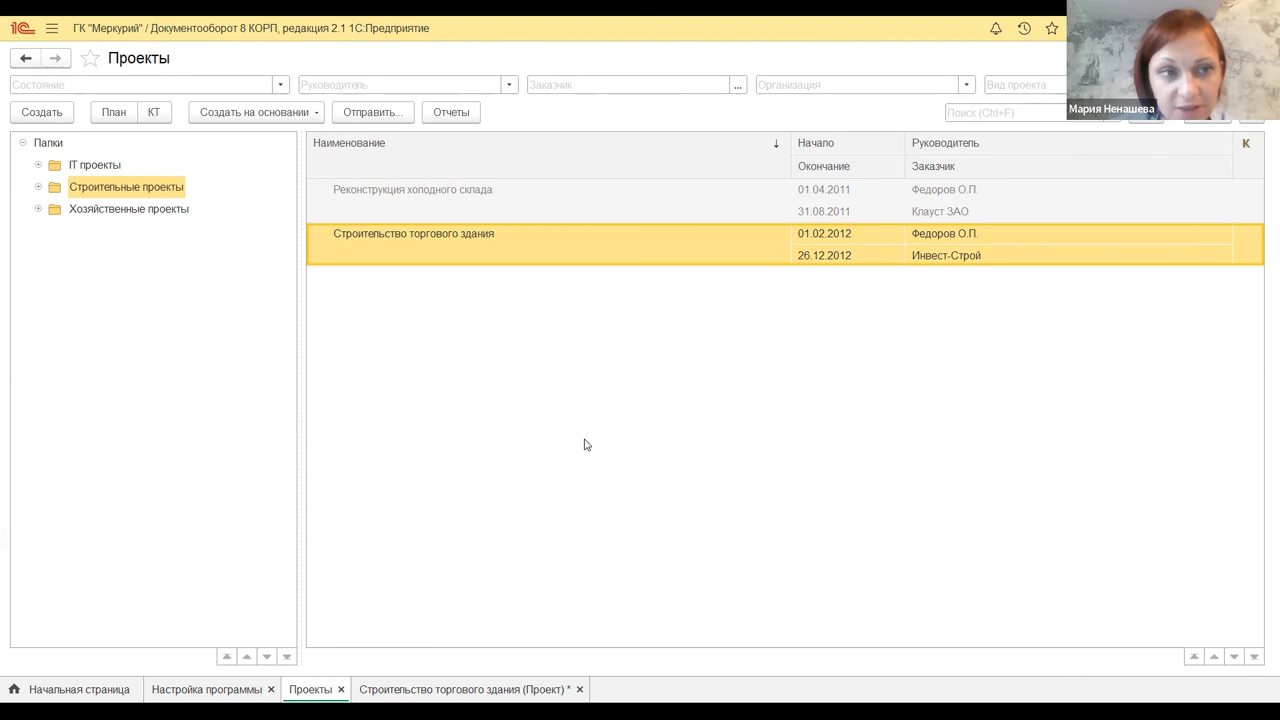 1С ГК "Меркурий" / Документооборот 8 КОРП, редакция 2.1 1С:Предприятие
Проекты
Состояние Руководитель Заказчик ... Организация Вид проекта
Мария Ненашева
Создать План КТ Создать на основании Отправить... Отчеты Поиск (Ctrl+F)
Папки
IT проекты
Строительные проекты
Хозяйственные проекты
Наименование Начало Руководитель К
Окончание Заказчик
Реконструкция холодного склада 01.04.2011 Федоров О.П.
31.08.2011 Клауст ЗАО
Строительство торгового здания 01.02.2012 Федоров О.П.
26.12.2012 Инвест-Строй
Начальная страница Настройка программы Проекты Строительство торгового здания (Проект) *